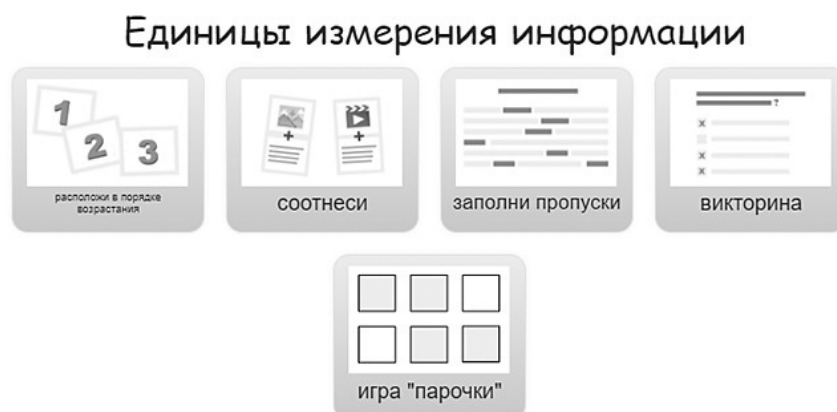 Единицы измерения информации
1
2
3
расположи в порядке
возрастания
соотнеси
заполни пропуски
?
викторина
игра "парочки"